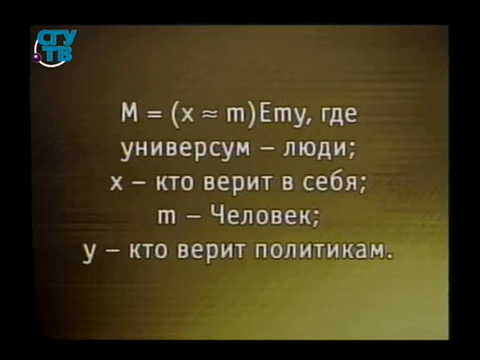 СГУ
ТВ
M = (x ≈ m)Emy, где
универсум – люди;
x – кто верит в себя;
m – Человек;
y – кто верит политикам.